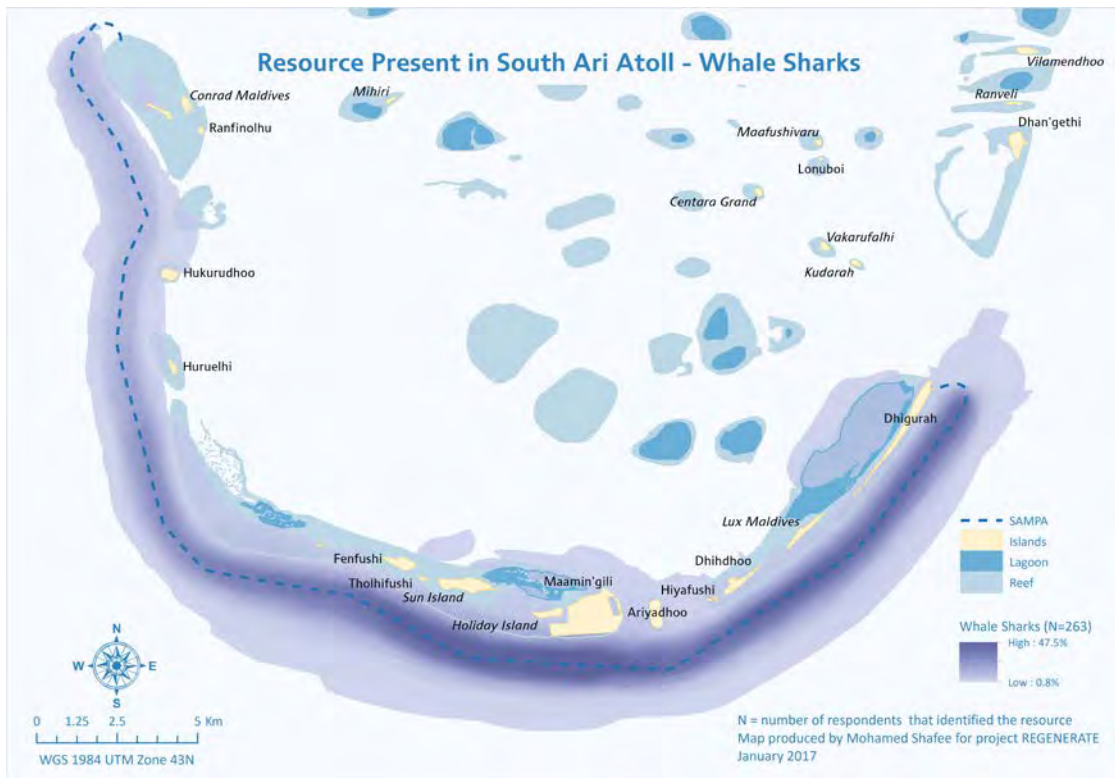 Resource Present in South Ari Atoll - Whale Sharks
Vilamendhoo
Mihiri
Conrad Maldives
Ranveli
Ranfinolhu
Dhan'gethi
Maafushivaru
Lonuboi
Centara Grand
Vakarufalhi
Kudarah
Hukurudhoo
Huruelhi
Dhigurah
Lux Maldives
Dhihdhoo
Fenfushi
Tholhifushi
Sun Island
Maamin'gili
Hiyafushi
Holiday Island
Ariyadhoo
SAMPA
Islands
Lagoon
Reef
Whale Sharks (N=263)
High : 47.5%
Low : 0.8%
N
W E
S
0 1.25 2.5 5 Km
WGS 1984 UTM Zone 43N
N = number of respondents that identified the resource
Map produced by Mohamed Shafee for project REGENERATE
January 2017